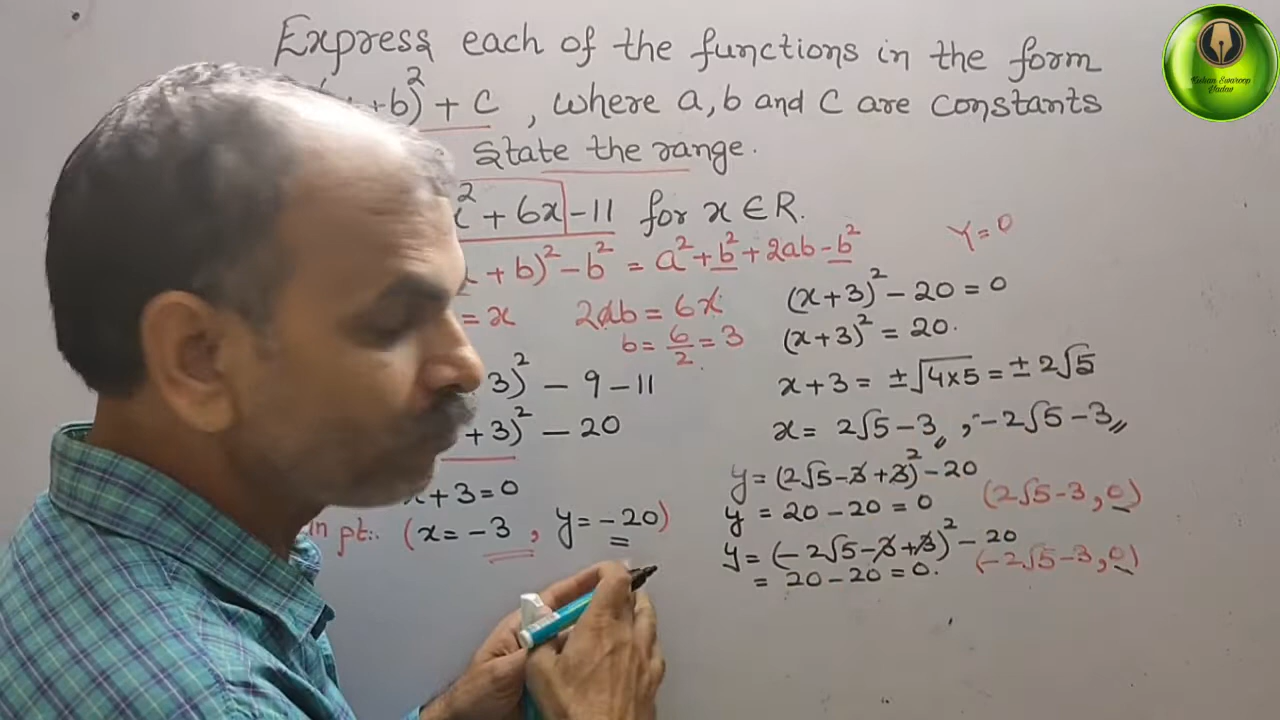 Express each of the functions in the form
+b)² + c , where a, b and c are constants
State the range.
x² + 6x - 11 for x ∈ R.
+ b)² - b² = a² + b² + 2ab - b²
= x 2ab = 6x
b = 6/2 = 3
3)² - 9 - 11
+3)² - 20
x+3=0
pt:. (x = -3, y = -20)
Y = 0
(x+3)² - 20 = 0
(x+3)² = 20.
x+3 = ±√4×5 = ±2√5
x = 2√5 - 3 , -2√5 - 3
y = (2√5 - 3 + 3)² - 20
y = 20 - 20 = 0 (2√5-3, 0)
y = (-2√5 - 3 + 3)² - 20
= 20 - 20 = 0. (-2√5-3, 0)
Swaroop
Yadav